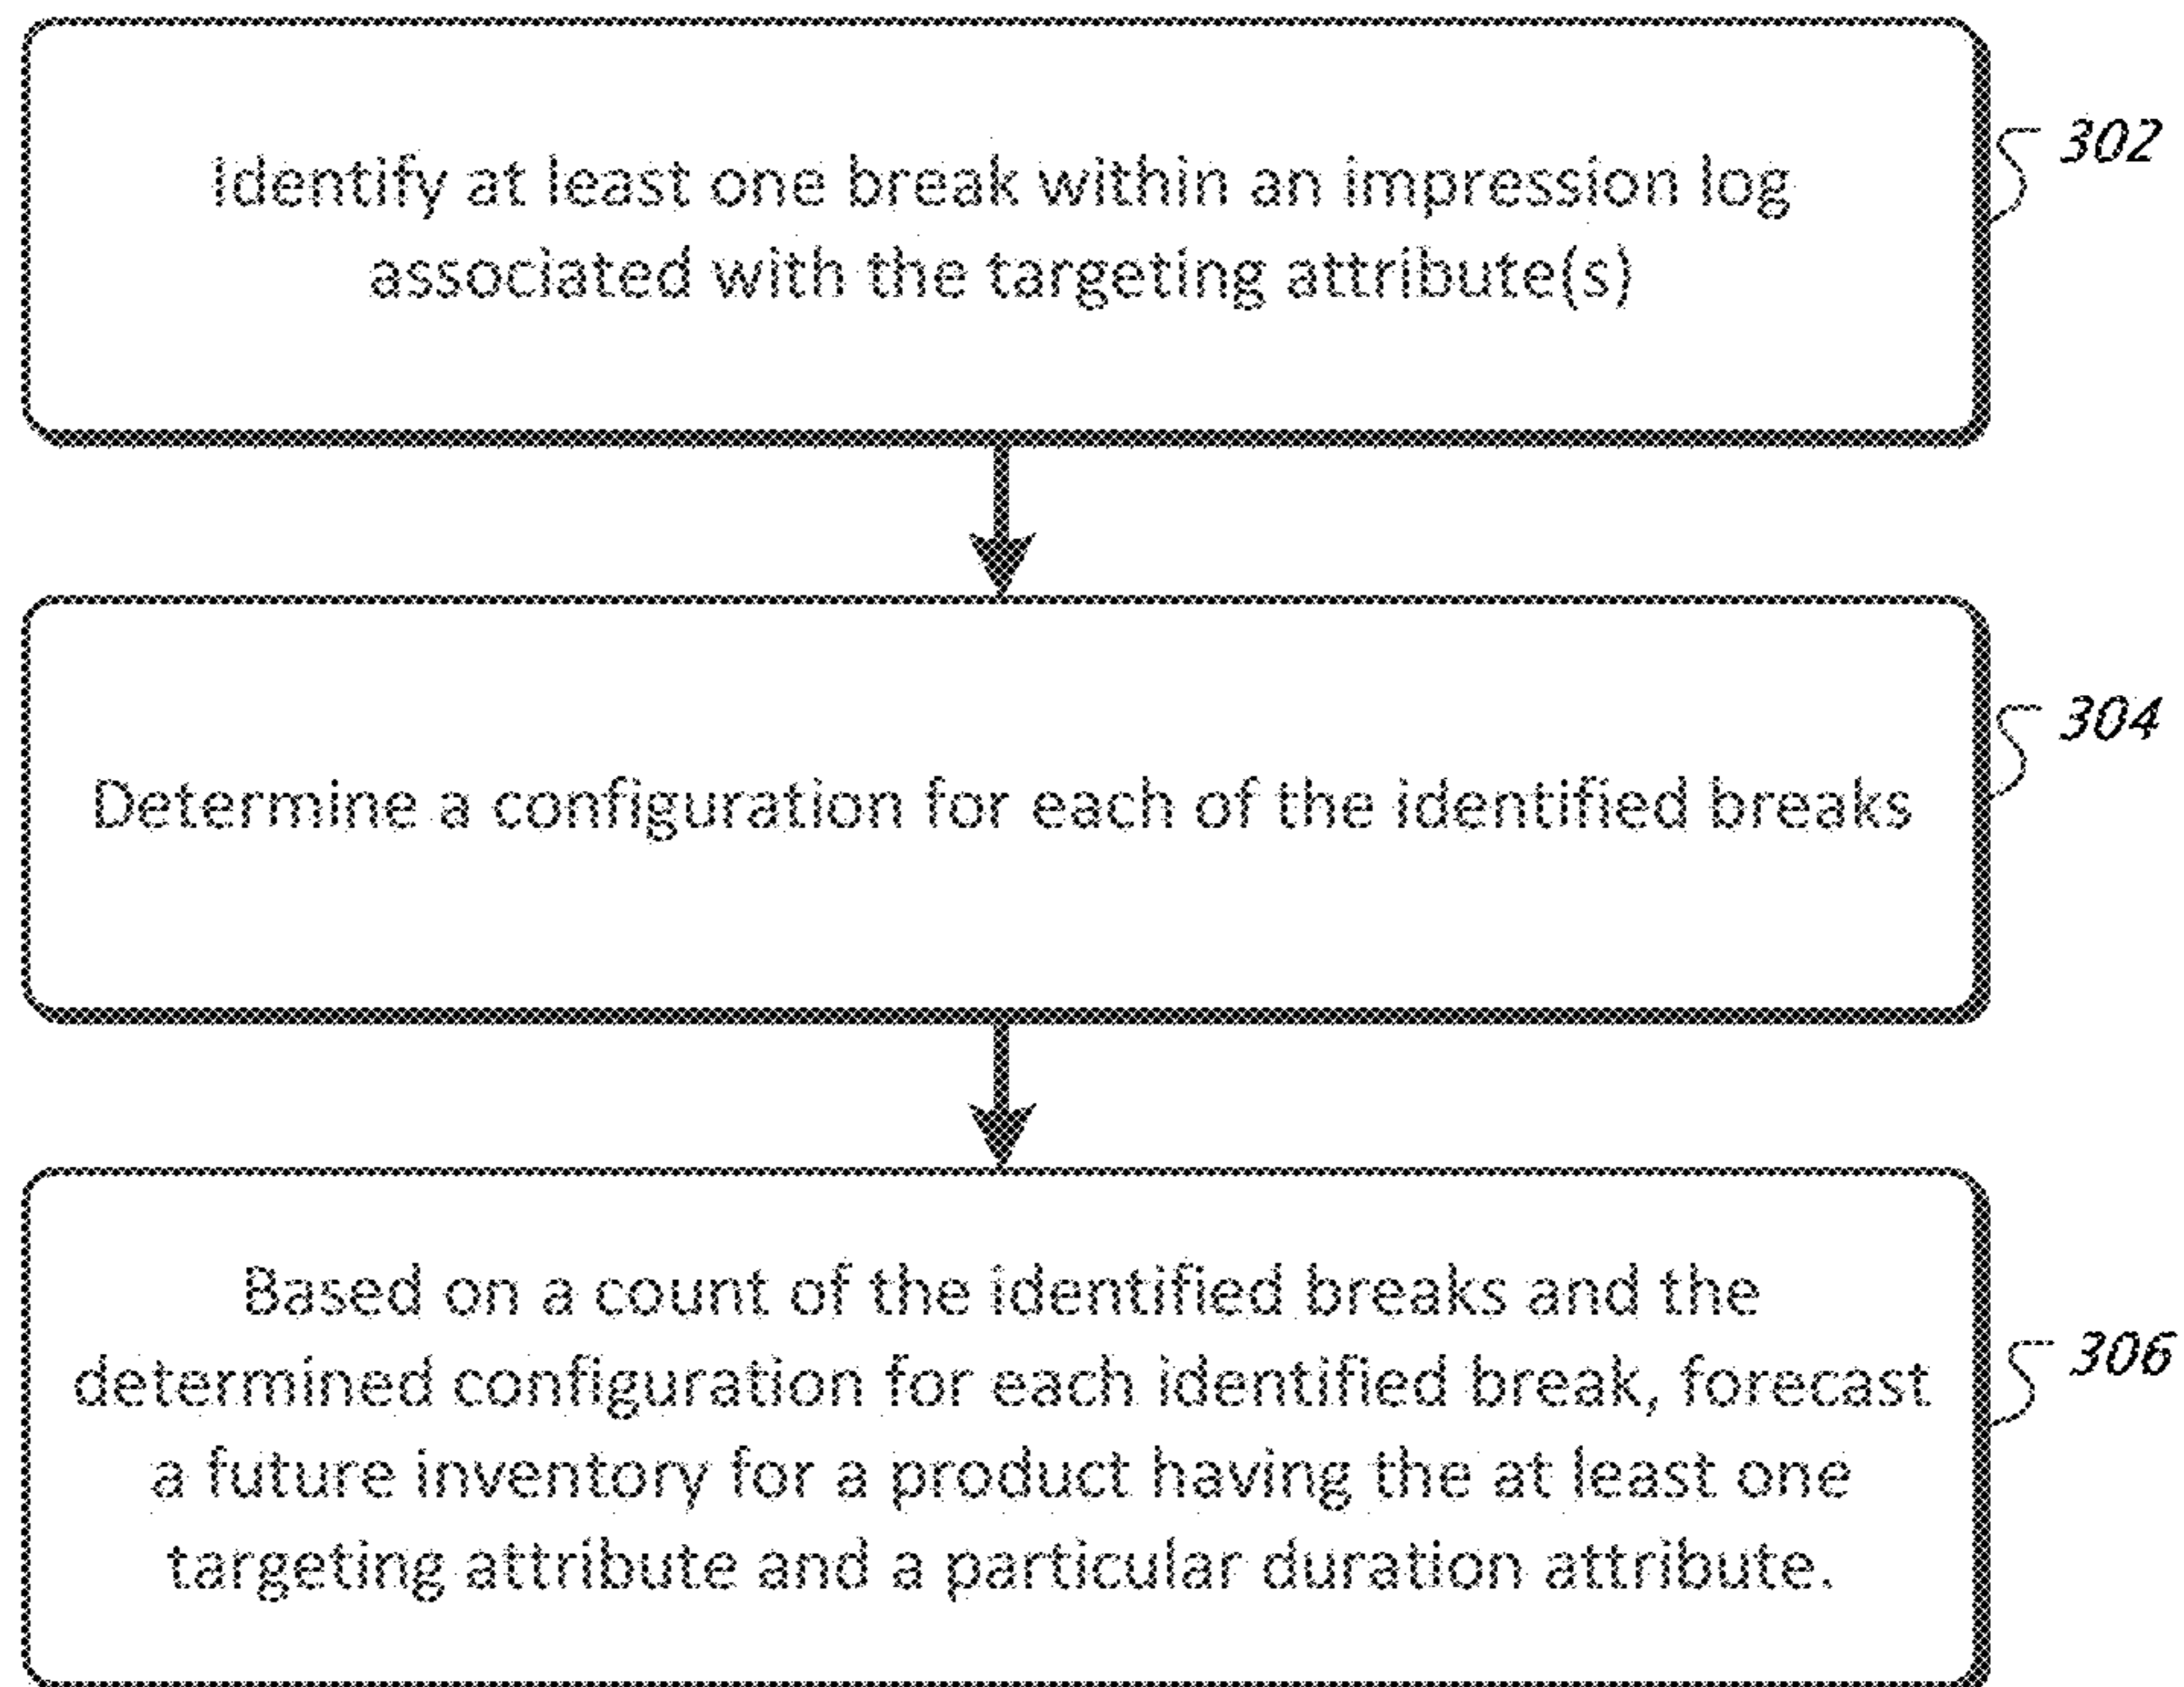 Identify at least one break within an impression log
associated with the targeting attribute(s)
302
Determine a configuration for each of the identified breaks
304
Based on a count of the identified breaks and the
determined configuration for each identified break, forecast
a future inventory for a product having the at least one
targeting attribute and a particular duration attribute.
306